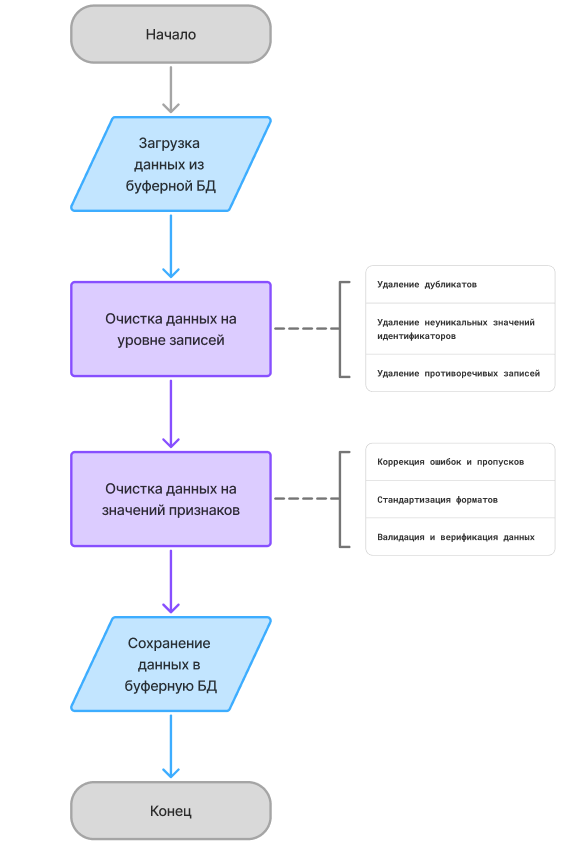 Начало
Загрузка
данных из
буферной БД
Очистка данных на
уровне записей
Удаление дубликатов
Удаление неуникальных значений
идентификаторов
Удаление противоречивых записей
Очистка данных на
значений признаков
Коррекция ошибок и пропусков
Стандартизация форматов
Валидация и верификация данных
Сохранение
данных в
буферную БД
Конец